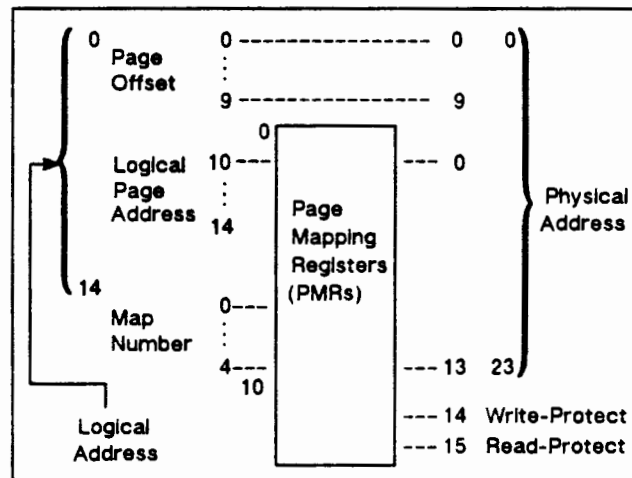 0 0 0 0
Page
Offset
9 9
0
Logical 10 0
Page
Address
14
Page
Mapping
Registers
(PMRs)
Physical
Address
14
Map 0
Number
4 13 23
10
14 Write-Protect
15 Read-Protect
Logical
Address